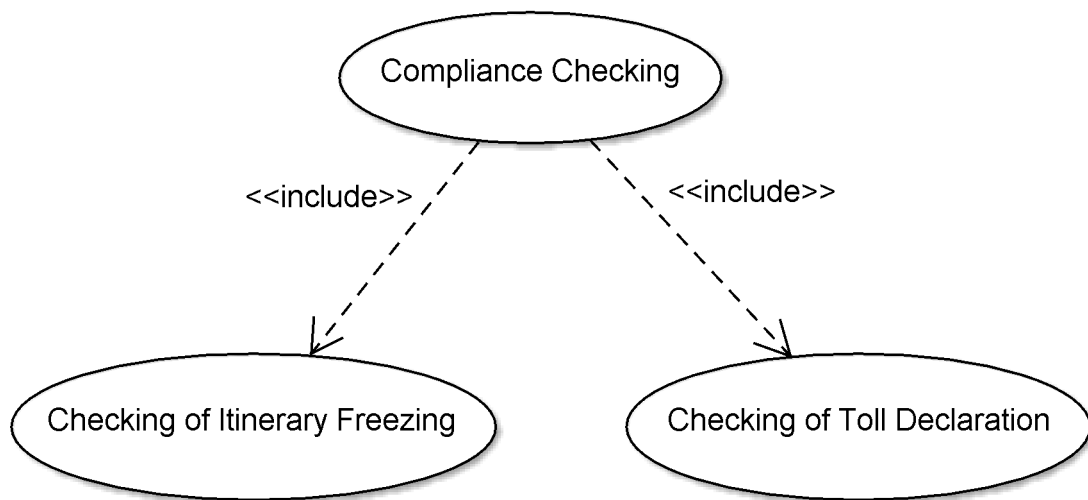 Compliance Checking
<<include>>
<<include>>
Checking of Itinerary Freezing
Checking of Toll Declaration